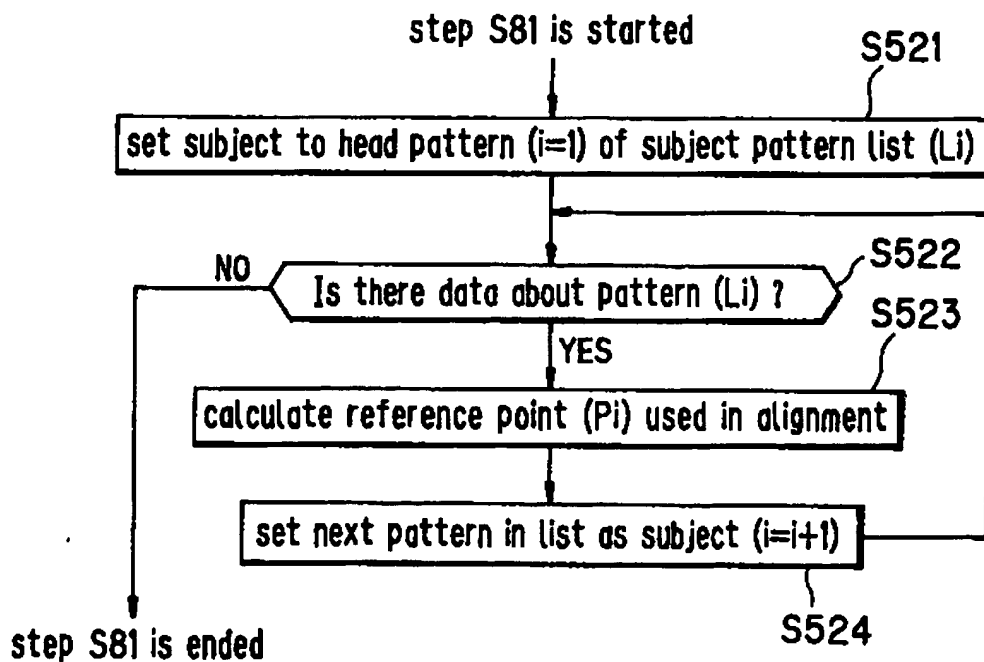 step S81 is started
S521
set subject to head pattern (i=1) of subject pattern list (Li)
NO
S522
Is there data about pattern (Li) ?
S523
YES
calculate reference point (Pi) used in alignment
set next pattern in list as subject (i=i+1)
S524
step S81 is ended